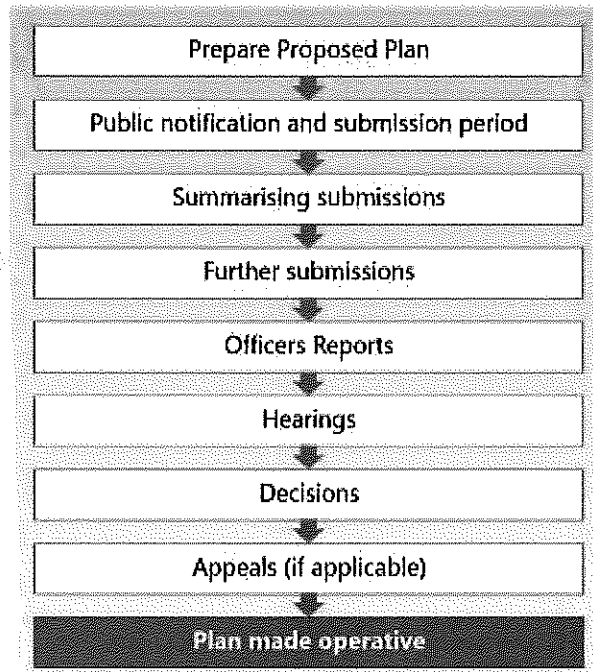 Prepare Proposed Plan
Public notification and submission period
Summarising submissions
Further submissions
Officers Reports
Hearings
Decisions
Appeals (if applicable)
Plan made operative